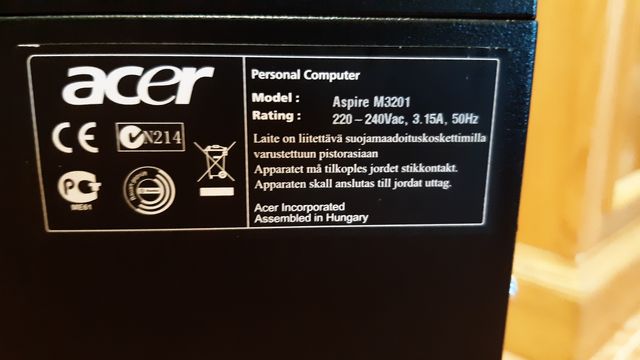 acer
Personal Computer
Model : Aspire M3201
Rating : 220-240Vac, 3.15A, 50Hz
CE N214
Laite on liitettävä suojamaadoituskoskettimilla
varustettuun pistorasiaan
Apparatet må tilkoples jordet stikkontakt.
Apparaten skall anslutas till jordat uttag.
ME61
Acer Incorporated
Assembled in Hungary